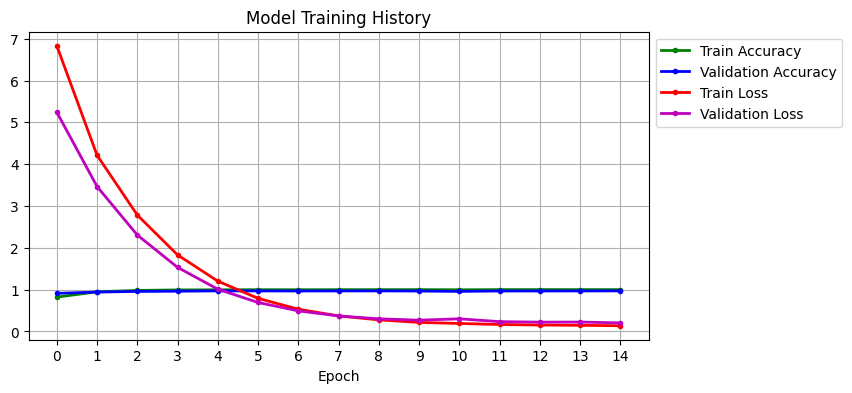 Model Training History
7
6
5
4
3
2
1
0
0 1 2 3 4 5 6 7 8 9 10 11 12 13 14
Epoch
Train Accuracy
Validation Accuracy
Train Loss
Validation Loss